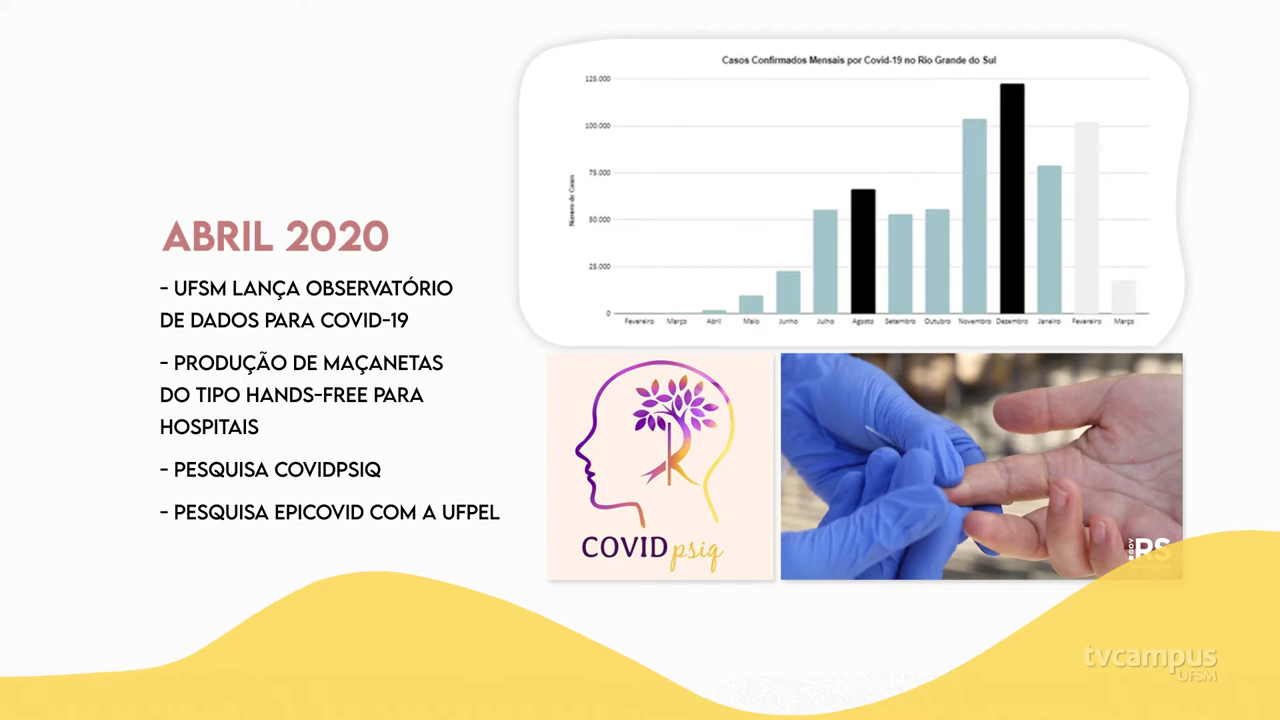 ABRIL 2020
- UFSM LANÇA OBSERVATÓRIO
DE DADOS PARA COVID-19
- PRODUÇÃO DE MAÇANETAS
DO TIPO HANDS-FREE PARA
HOSPITAIS
- PESQUISA COVIDPSIQ
- PESQUISA EPICOVID COM A UFPEL
Casos Confirmados Mensais por Covid-19 no Rio Grande do Sul
Número de Casos
125.000
100.000
75.000
50.000
25.000
0
Fevereiro Março Abril Maio Junho Julho Agosto Setembro Outubro Novembro Dezembro Janeiro Fevereiro Março
COVID psiq
.GOV RS
tvcampus
UFSM